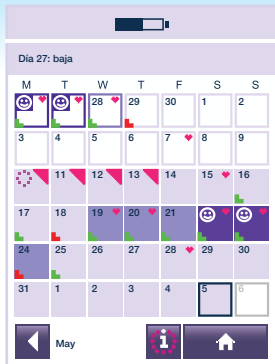 Día 27: baja
M T W T F S S
28 29 30 1 2
3 4 5 6 7 8 9
11 12 13 14 15 16
17 18 19 20 21
24 25 26 27 28 29 30
31 1 2 3 4 5 6
May